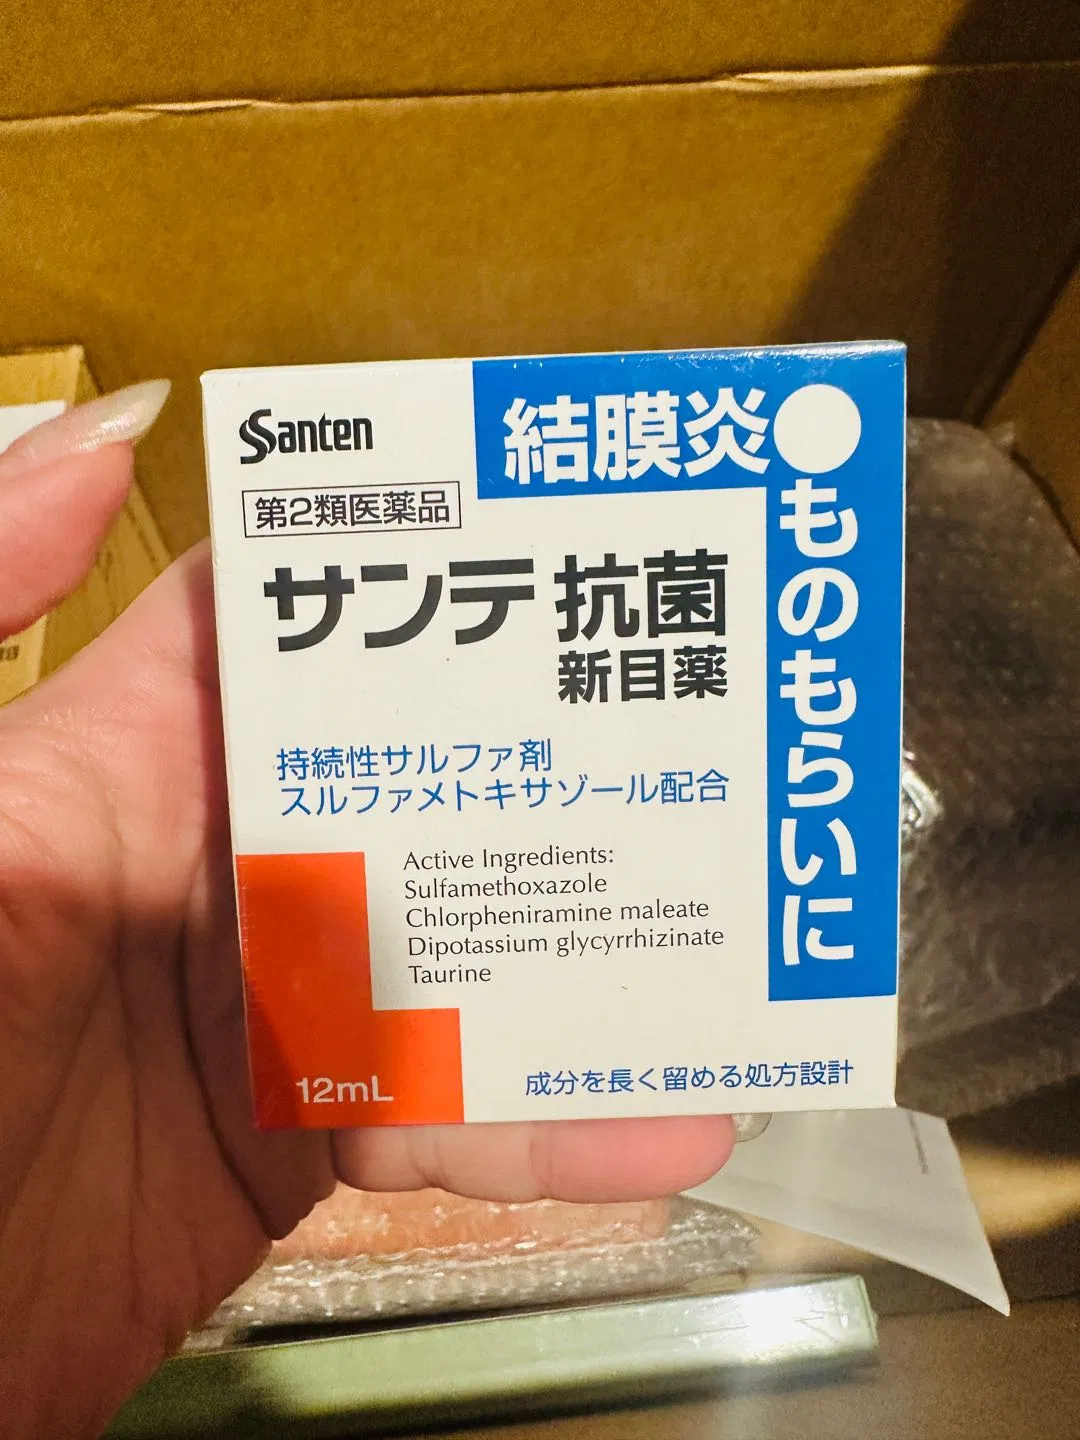 Santen
結膜炎●ものもらいに
第2類医薬品
サンテ 抗菌
新目薬
持続性サルファ剤
スルファメトキサゾール配合
Active Ingredients:
Sulfamethoxazole
Chlorpheniramine maleate
Dipotassium glycyrrhizinate
Taurine
12mL
成分を長く留める処方設計